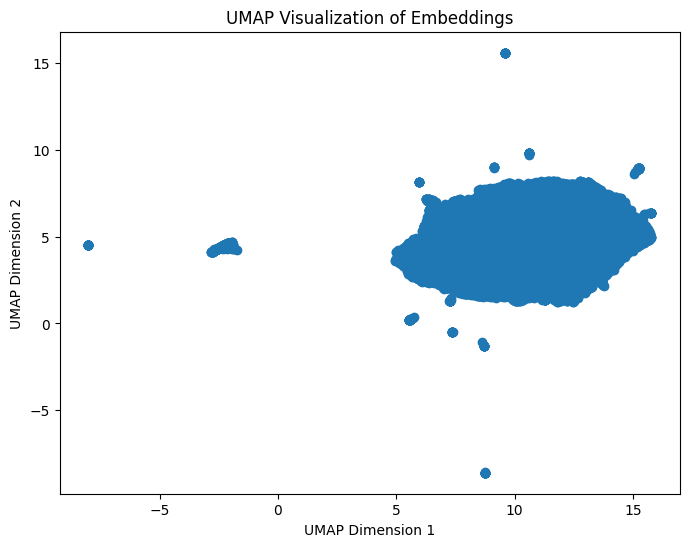 UMAP Visualization of Embeddings
15
10
5
0
−5
UMAP Dimension 2
−5 0 5 10 15
UMAP Dimension 1